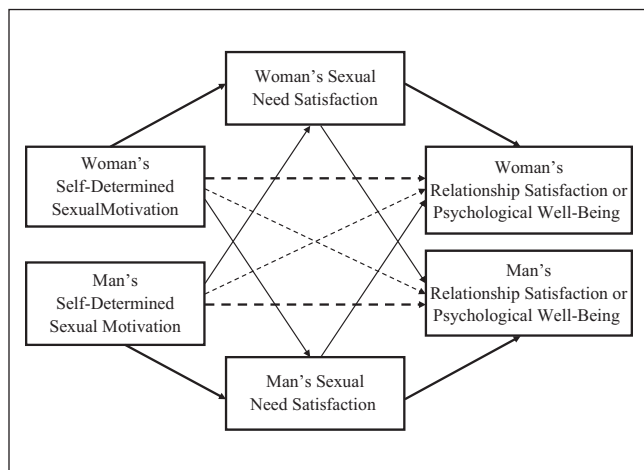 Woman’s Sexual
Need Satisfaction
Woman’s
Self-Determined
SexualMotivation
Woman’s
Relationship Satisfaction or
Psychological Well-Being
Man’s
Self-Determined
Sexual Motivation
Man’s
Relationship Satisfaction or
Psychological Well-Being
Man’s Sexual
Need Satisfaction